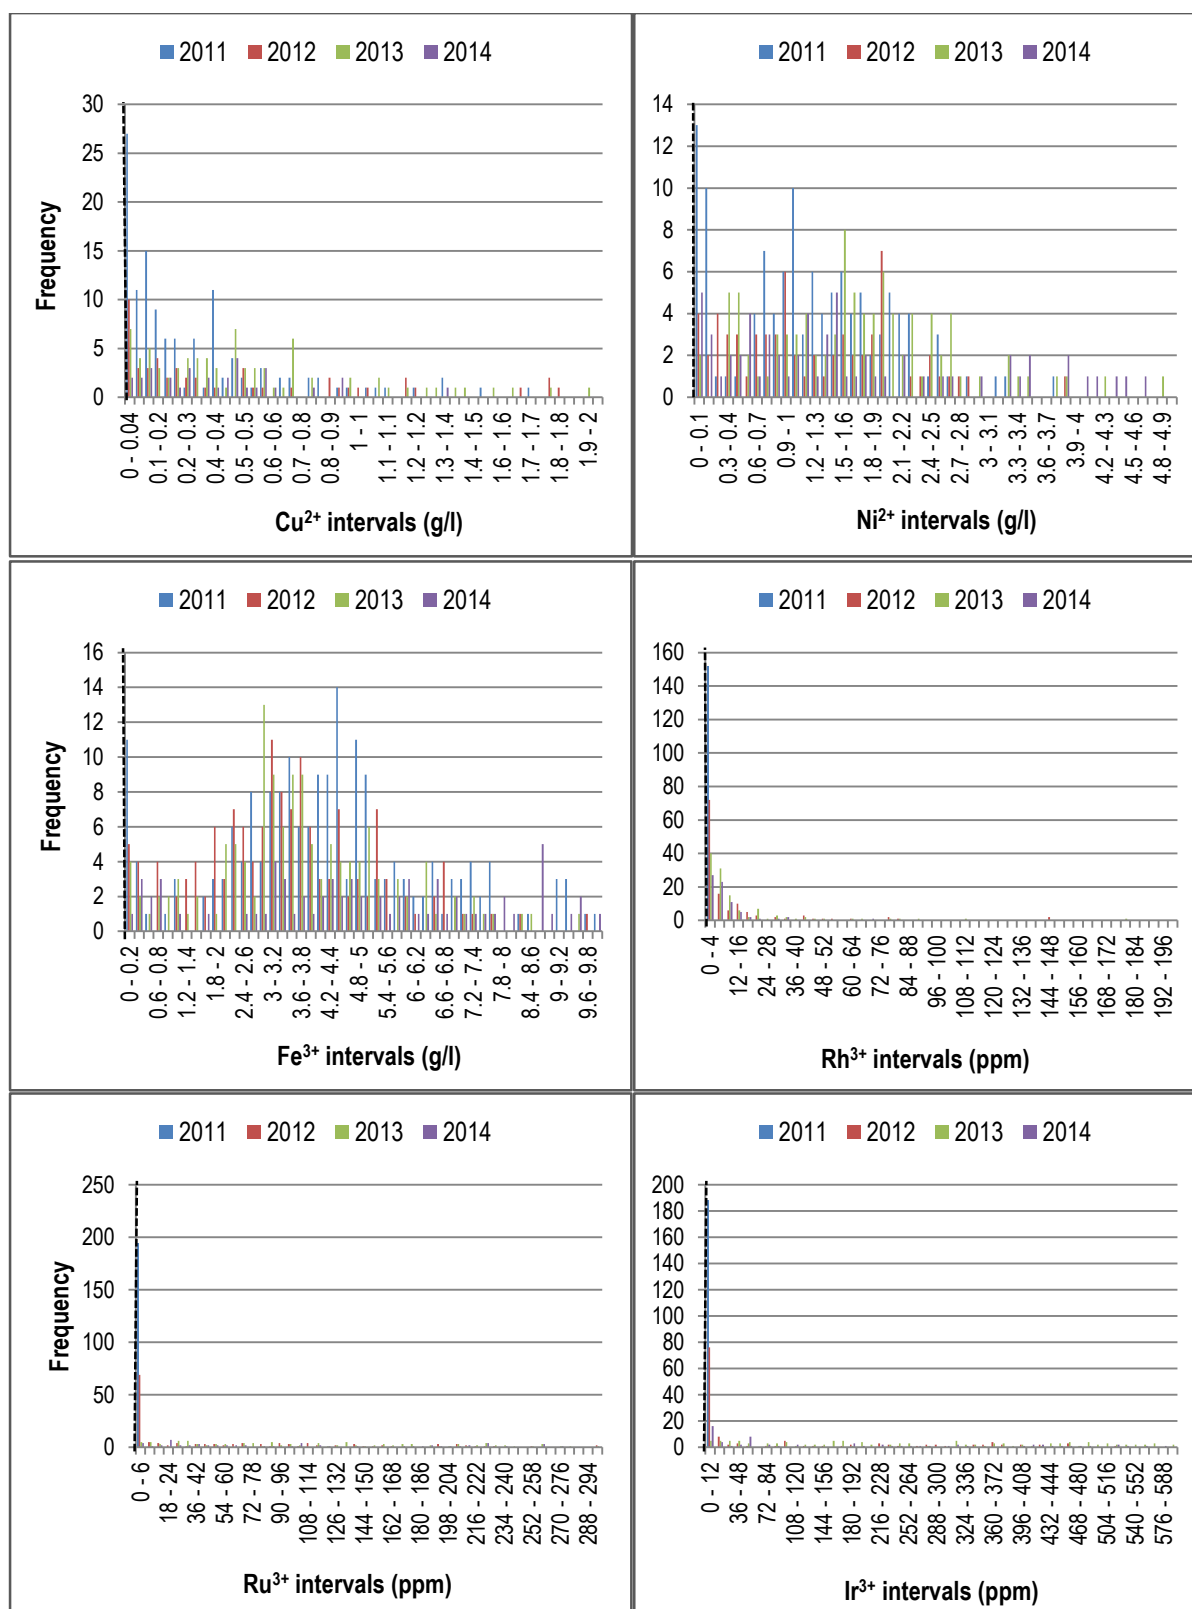 2011 2012 2013 2014
30
25
20
15
10
5
0
Frequency
0 - 0.04
0.1 - 0.2
0.2 - 0.3
0.4 - 0.4
0.5 - 0.5
0.6 - 0.6
0.7 - 0.8
0.8 - 0.9
1 - 1
1.1 - 1.1
1.2 - 1.2
1.3 - 1.4
1.4 - 1.5
1.6 - 1.6
1.7 - 1.7
1.8 - 1.8
1.9 - 2
Cu²⁺ intervals (g/l)
2011 2012 2013 2014
14
12
10
8
6
4
2
0
0 - 0.1
0.3 - 0.4
0.6 - 0.7
0.9 - 1
1.2 - 1.3
1.5 - 1.6
1.8 - 1.9
2.1 - 2.2
2.4 - 2.5
2.7 - 2.8
3 - 3.1
3.3 - 3.4
3.6 - 3.7
3.9 - 4
4.2 - 4.3
4.5 - 4.6
4.8 - 4.9
Ni²⁺ intervals (g/l)
2011 2012 2013 2014
16
14
12
10
8
6
4
2
0
Frequency
0 - 0.2
0.6 - 0.8
1.2 - 1.4
1.8 - 2
2.4 - 2.6
3 - 3.2
3.6 - 3.8
4.2 - 4.4
4.8 - 5
5.4 - 5.6
6 - 6.2
6.6 - 6.8
7.2 - 7.4
7.8 - 8
8.4 - 8.6
9 - 9.2
9.6 - 9.8
Fe³⁺ intervals (g/l)
2011 2012 2013 2014
160
140
120
100
80
60
40
20
0
0 - 4
12 - 16
24 - 28
36 - 40
48 - 52
60 - 64
72 - 76
84 - 88
96 - 100
108 - 112
120 - 124
132 - 136
144 - 148
156 - 160
168 - 172
180 - 184
192 - 196
Rh³⁺ intervals (ppm)
2011 2012 2013 2014
250
200
150
100
50
0
Frequency
0 - 6
18 - 24
36 - 42
54 - 60
72 - 78
90 - 96
108 - 114
126 - 132
144 - 150
162 - 168
180 - 186
198 - 204
216 - 222
234 - 240
252 - 258
270 - 276
288 - 294
Ru³⁺ intervals (ppm)
2011 2012 2013 2014
200
180
160
140
120
100
80
60
40
20
0
0 - 12
36 - 48
72 - 84
108 - 120
144 - 156
180 - 192
216 - 228
252 - 264
288 - 300
324 - 336
360 - 372
396 - 408
432 - 444
468 - 480
504 - 516
540 - 552
576 - 588
Ir³⁺ intervals (ppm)